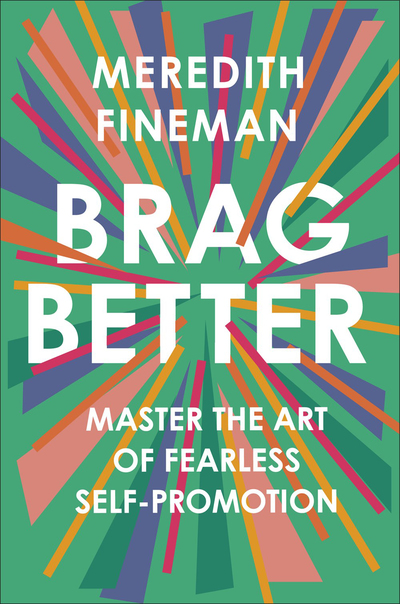 MEREDITH
FINEMAN
BRAG
BETTER
MASTER THE ART
OF FEARLESS
SELF-PROMOTION